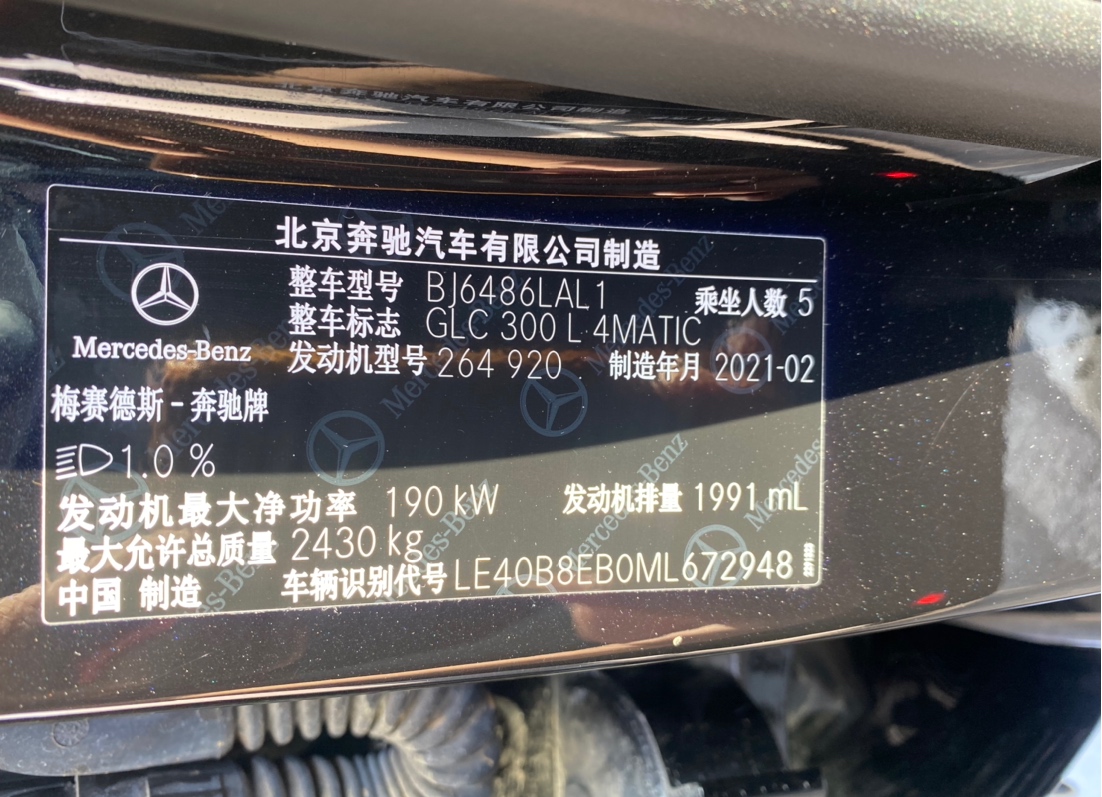 北京奔驰汽车有限公司制造
整车型号 BJ6486LAL1 乘坐人数 5
整车标志 GLC 300 L 4MATIC
发动机型号 264 920 制造年月 2021-02
Mercedes-Benz
梅赛德斯-奔驰牌
1.0 %
发动机最大净功率 190 kW 发动机排量 1991 mL
最大允许总质量 2430 kg
中国 制造 车辆识别代号 LE40B8EB0ML672948